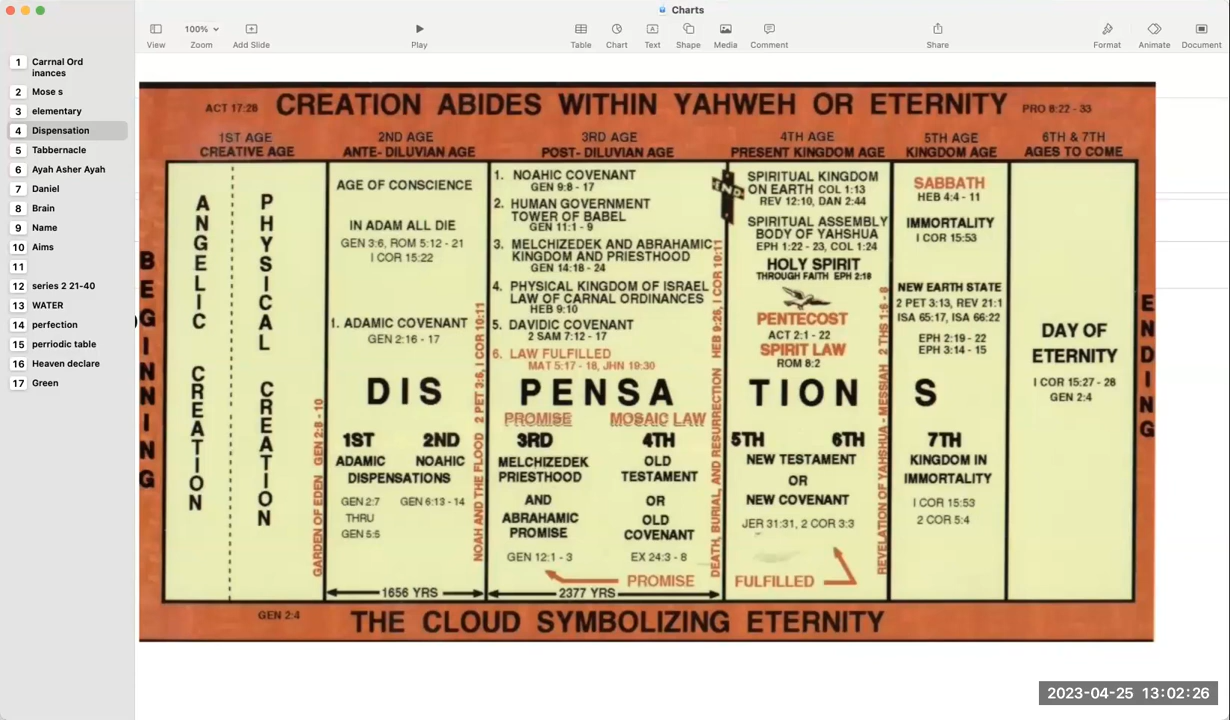 Charts
View
100%
Zoom
Add Slide
Play
Table
Chart
Text
Shape
Media
Comment
Share
Format
Animate
Document
1 Carrnal Ord
inances
2 Mose s
3 elementary
4 Dispensation
5 Tabbernacle
6 Ayah Asher Ayah
7 Daniel
8 Brain
9 Name
10 Aims
11
12 series 2 21-40
13 WATER
14 perfection
15 perriodic table
16 Heaven declare
17 Green
ACT 17:28 CREATION ABIDES WITHIN YAHWEH OR ETERNITY PRO 8:22 - 33
1ST AGE
CREATIVE AGE
2ND AGE
ANTE- DILUVIAN AGE
3RD AGE
POST- DILUVIAN AGE
4TH AGE
PRESENT KINGDOM AGE
5TH AGE
KINGDOM AGE
6TH & 7TH
AGES TO COME
BEGINNING
ANGELIC CREATION
PHYSICAL CREATION
GARDEN OF EDEN GEN 2:8 - 10
AGE OF CONSCIENCE
IN ADAM ALL DIE
GEN 3:6, ROM 5:12 - 21
I COR 15:22
1. ADAMIC COVENANT
GEN 2:16 - 17
NOAH AND THE FLOOD 2 PET 3:6, I COR 10:11
1. NOAHIC COVENANT
GEN 9:8 - 17
2. HUMAN GOVERNMENT
TOWER OF BABEL
GEN 11:1 - 9
3. MELCHIZEDEK AND ABRAHAMIC
KINGDOM AND PRIESTHOOD
GEN 14:18 - 24
4. PHYSICAL KINGDOM OF ISRAEL
LAW OF CARNAL ORDINANCES
HEB 9:10
5. DAVIDIC COVENANT
2 SAM 7:12 - 17
6. LAW FULFILLED
MAT 5:17 - 18, JHN 19:30
DEATH, BURIAL, AND RESURRECTION HEB 9:26, I COR 10:11
END
SPIRITUAL KINGDOM
ON EARTH COL 1:13
REV 12:10, DAN 2:44
SPIRITUAL ASSEMBLY
BODY OF YAHSHUA
EPH 1:22 - 23, COL 1:24
HOLY SPIRIT
THROUGH FAITH EPH 2:18
PENTECOST
ACT 2:1 - 22
SPIRIT LAW
ROM 8:2
REVELATION OF YAHSHUA - MESSIAH 2 THS 1:6 - 8
SABBATH
HEB 4:4 - 11
IMMORTALITY
I COR 15:53
NEW EARTH STATE
2 PET 3:13, REV 21:1
ISA 65:17, ISA 66:22
EPH 2:19 - 22
EPH 3:14 - 15
DAY OF
ETERNITY
I COR 15:27 - 28
GEN 2:4
ENDING
DIS PENSA TION S
PROMISE MOSAIC LAW
1ST 2ND
ADAMIC NOAHIC
DISPENSATIONS
GEN 2:7 GEN 6:13 - 14
THRU
GEN 5:5
3RD
MELCHIZEDEK
PRIESTHOOD
AND
ABRAHAMIC
PROMISE
GEN 12:1 - 3
4TH
OLD
TESTAMENT
OR
OLD
COVENANT
EX 24:3 - 8
5TH 6TH
NEW TESTAMENT
OR
NEW COVENANT
JER 31:31, 2 COR 3:3
7TH
KINGDOM IN
IMMORTALITY
I COR 15:53
2 COR 5:4
PROMISE FULFILLED
1656 YRS 2377 YRS
GEN 2:4 THE CLOUD SYMBOLIZING ETERNITY
2023-04-25 13:02:26